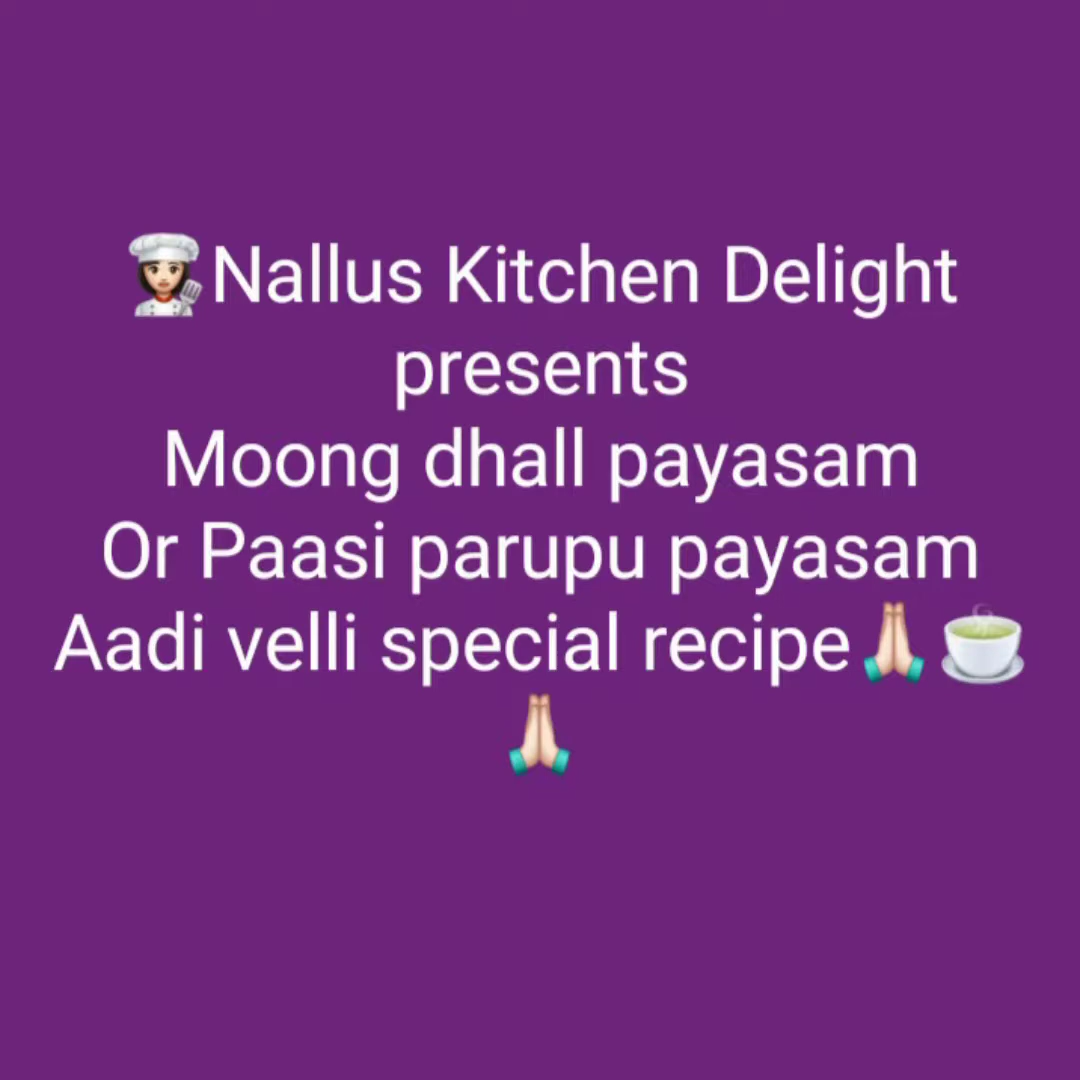 👩🏻‍🍳Nallus Kitchen Delight
presents
Moong dhall payasam
Or Paasi parupu payasam
Aadi velli special recipe🙏🏻🍵
🙏🏻